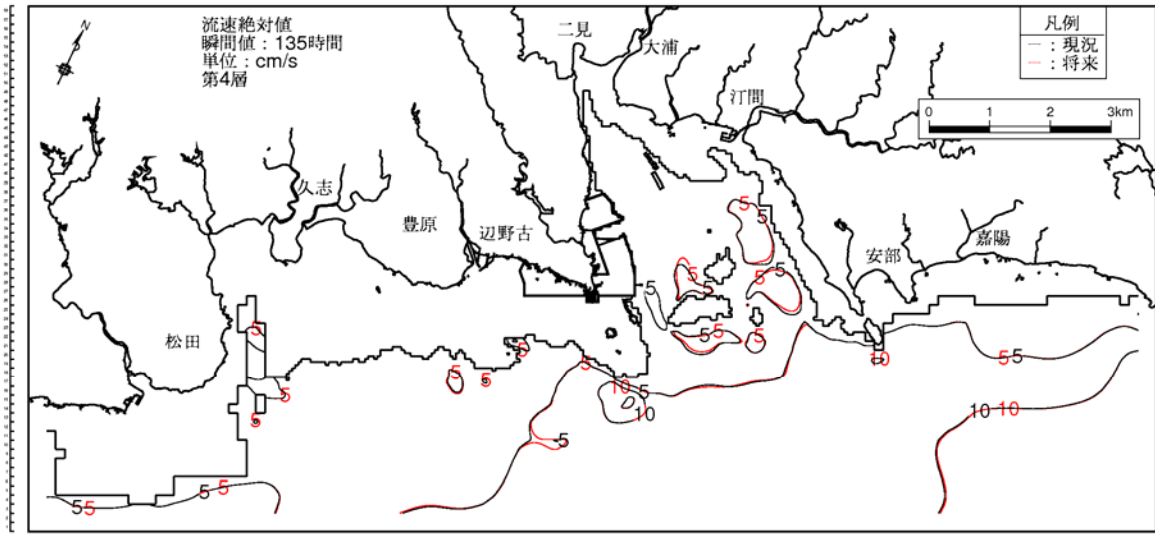 流速絶対値
瞬間値：135時間
単位：cm/s
第4層
凡例
―：現況
―：将来
0 1 2 3km
二見
大浦
汀間
久志
豊原
辺野古
安部
嘉陽
松田
5 5
5 5
5 5
5 5 5
5
5 5
5 5
5 5 10 5 5
5 5 10 5
5 10 10 10
5 5
5 5
5 5